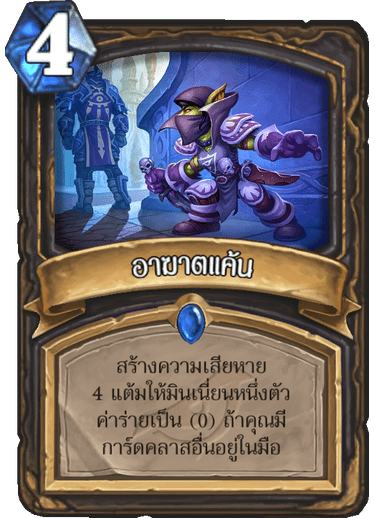 4
อาฆาตแค้น
สร้างความเสียหาย
4 แต้มให้มินเนี่ยนหนึ่งตัว
ค่าร่ายเป็น (0) ถ้าคุณมี
การ์ดคลาสอื่นอยู่ในมือ